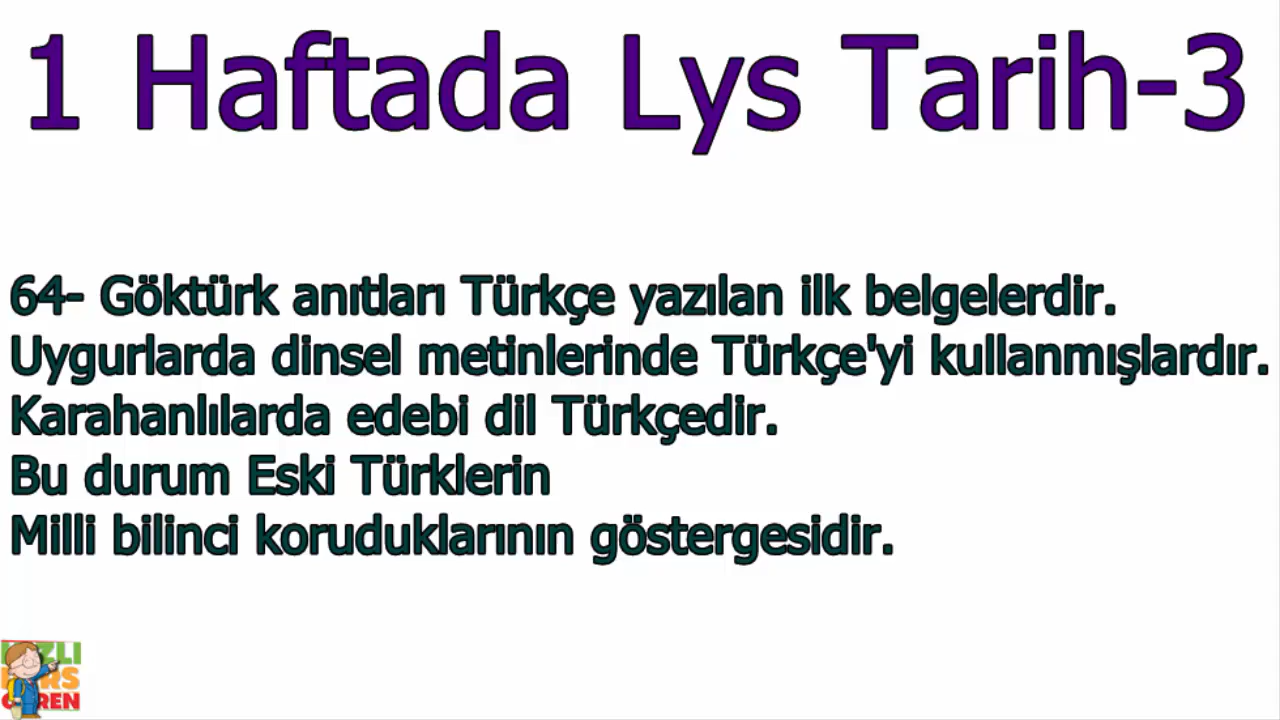 1 Haftada Lys Tarih-3
64- Göktürk anıtları Türkçe yazılan ilk belgelerdir.
Uygurlarda dinsel metinlerinde Türkçe'yi kullanmışlardır.
Karahanlılarda edebi dil Türkçedir.
Bu durum Eski Türklerin
Milli bilinci koruduklarının göstergesidir.